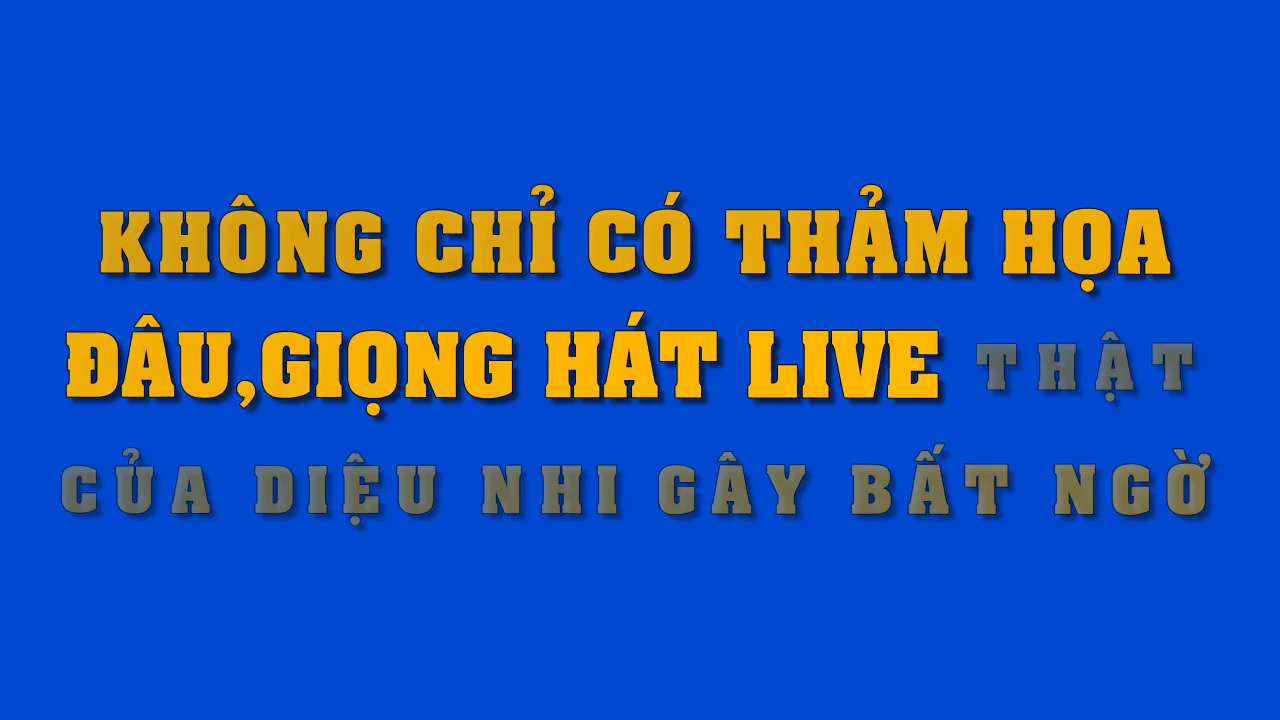 KHÔNG CHỈ CÓ THẢM HỌA
ĐÂU,GIỌNG HÁT LIVE THẬT
CỦA DIỆU NHI GÂY BẤT NGỜ